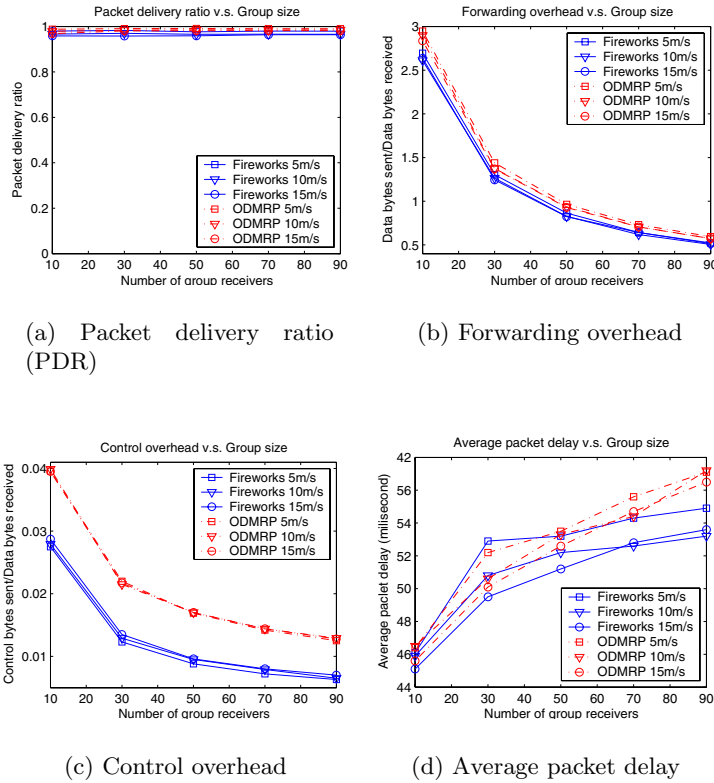 Packet delivery ratio v.s. Group size
Packet delivery ratio
1
0.8
0.6
0.4
0.2
0
Fireworks 5m/s
Fireworks 10m/s
Fireworks 15m/s
ODMRP 5m/s
ODMRP 10m/s
ODMRP 15m/s
10 20 30 40 50 60 70 80 90
Number of group receivers
(a) Packet delivery ratio
(PDR)
Forwarding overhead v.s. Group size
Data bytes sent/Data bytes received
3
2.5
2
1.5
1
0.5
Fireworks 5m/s
Fireworks 10m/s
Fireworks 15m/s
ODMRP 5m/s
ODMRP 10m/s
ODMRP 15m/s
10 20 30 40 50 60 70 80 90
Number of group receivers
(b) Forwarding overhead
Control overhead v.s. Group size
Control bytes sent/Data bytes received
0.04
0.03
0.02
0.01
Fireworks 5m/s
Fireworks 10m/s
Fireworks 15m/s
ODMRP 5m/s
ODMRP 10m/s
ODMRP 15m/s
10 20 30 40 50 60 70 80 90
Number of group receivers
(c) Control overhead
Average packet delay v.s. Group size
Average paclet delay (milisecond)
42
56
54
52
50
48
46
44
Fireworks 5m/s
Fireworks 10m/s
Fireworks 15m/s
ODMRP 5m/s
ODMRP 10m/s
ODMRP 15m/s
10 20 30 40 50 60 70 80 90
Number of group receivers
(d) Average packet delay